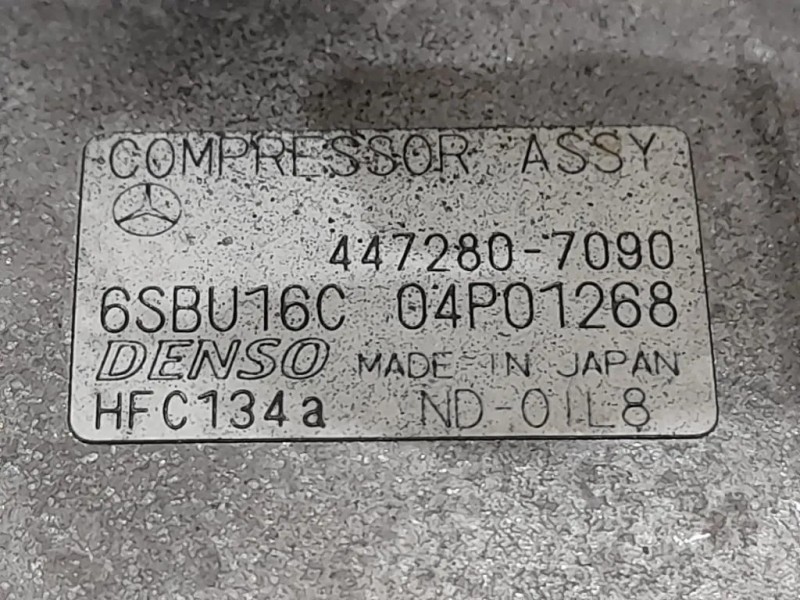 COMPRESSOR ASSY
447280-7090
6SBU16C 04P01268
DENSO MADE IN JAPAN
HFC134a ND-OIL8